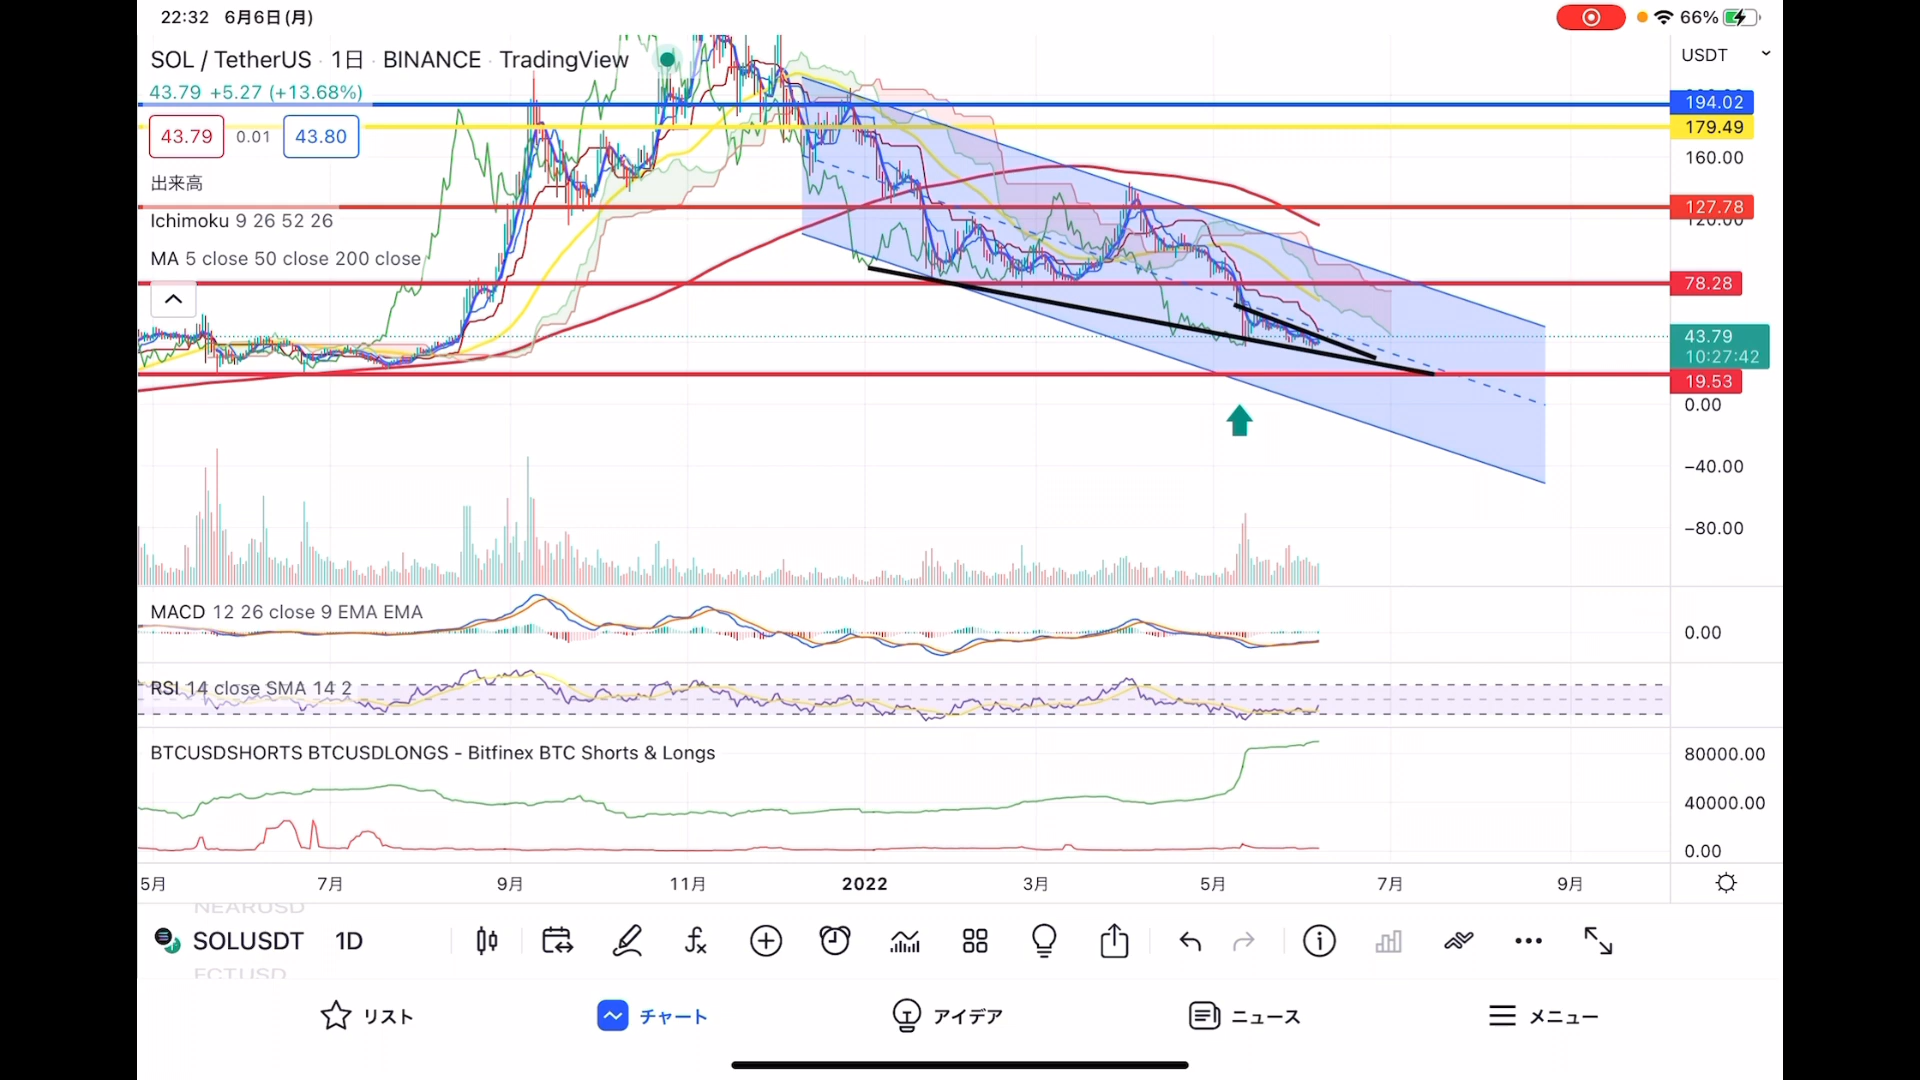 22:32 6月6日(月)
66%
SOL / TetherUS · 1日 · BINANCE · TradingView
USDT
43.79 +5.27 (+13.68%)
194.02
43.79 0.01 43.80
179.49
160.00
出来高
127.78
120.00
Ichimoku 9 26 52 26
MA 5 close 50 close 200 close
78.28
43.79
10:27:42
19.53
0.00
−40.00
−80.00
MACD 12 26 close 9 EMA EMA
0.00
RSI 14 close SMA 14 2
BTCUSDSHORTS BTCUSDLONGS - Bitfinex BTC Shorts & Longs
80000.00
40000.00
0.00
5月 7月 9月 11月 2022 3月 5月 7月 9月
NEARUSD
SOLUSDT 1D
FCTUSD
リスト チャート アイデア ニュース メニュー